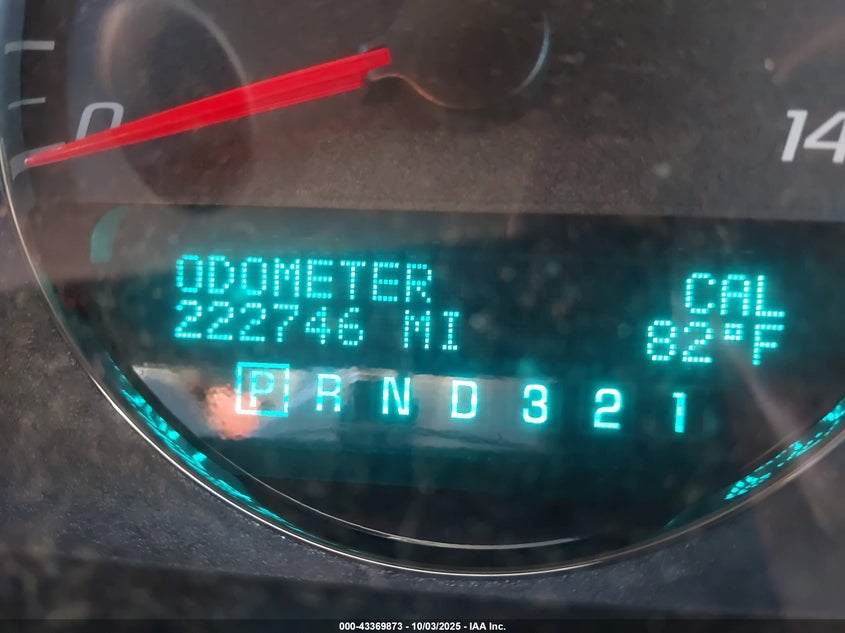 0
14
ODOMETER CAL
222746 MI 82°F
P R N D 3 2 1
000-43369873 - 10/03/2025 - IAA Inc.